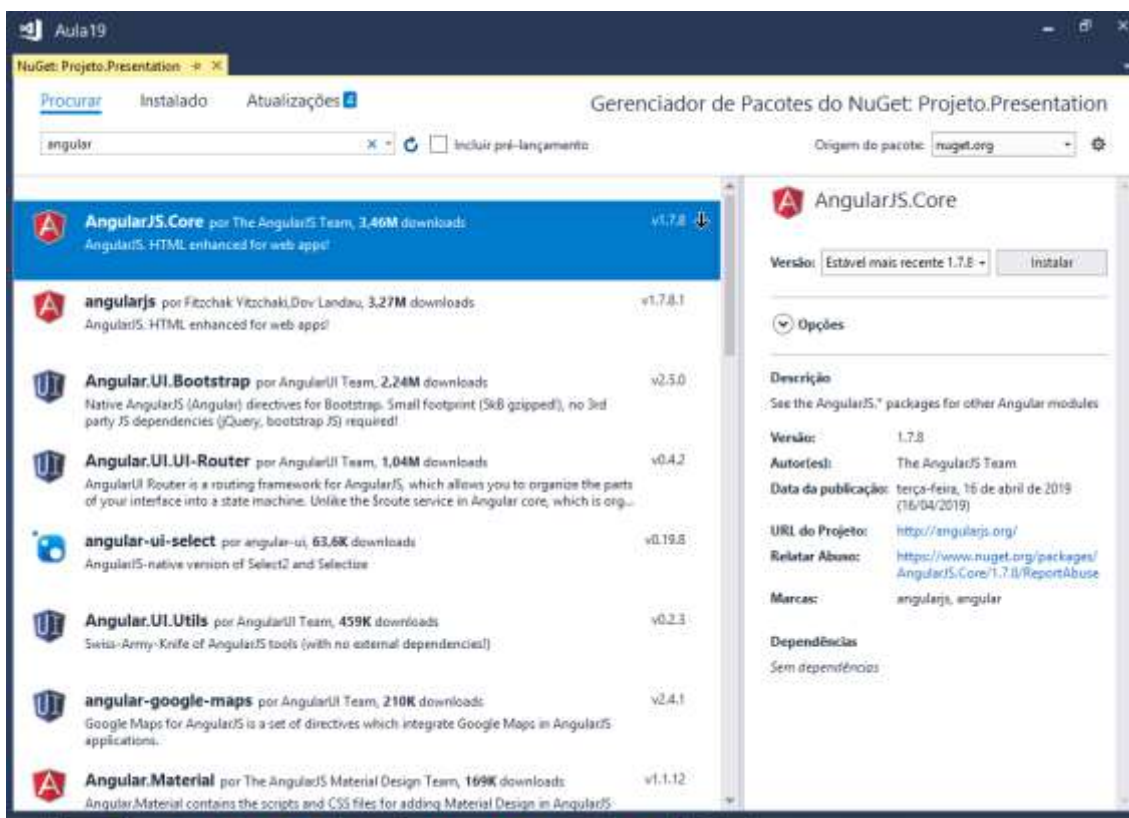 Aula19
NuGet: Projeto.Presentation
Procurar Instalado Atualizações 4
Gerenciador de Pacotes do NuGet: Projeto.Presentation
angular
Incluir pré-lançamento
Origem do pacote: nuget.org
AngularJS.Core por The AngularJS Team, 3,46M downloads v1.7.8
AngularJS. HTML enhanced for web apps!
angularjs por Fitzchak Yitzchaki,Dov Landau, 3,27M downloads v1.7.8.1
AngularJS. HTML enhanced for web apps!
Angular.UI.Bootstrap por AngularUI Team, 2,24M downloads v2.5.0
Native AngularJS (Angular) directives for Bootstrap. Small footprint (5kB gzipped!), no 3rd
party JS dependencies (jQuery, bootstrap JS) required!
Angular.UI.UI-Router por AngularUI Team, 1,04M downloads v0.4.2
AngularUI Router is a routing framework for AngularJS, which allows you to organize the parts
of your interface into a state machine. Unlike the $route service in Angular core, which is org...
angular-ui-select por angular-ui, 63,6K downloads v0.19.8
AngularJS-native version of Select2 and Selectize
Angular.UI.Utils por AngularUI Team, 459K downloads v0.2.3
Swiss-Army-Knife of AngularJS tools (with no external dependencies!)
angular-google-maps por AngularUI Team, 210K downloads v2.4.1
Google Maps for AngularJS is a set of directives which integrate Google Maps in AngularJS
applications.
Angular.Material por The AngularJS Material Design Team, 169K downloads v1.1.12
Angular.Material contains the scripts and CSS files for adding Material Design in AngularJS
AngularJS.Core
Versão: Estável mais recente 1.7.8 Instalar
Opções
Descrição
See the AngularJS.* packages for other Angular modules
Versão: 1.7.8
Autor(es): The AngularJS Team
Data da publicação: terça-feira, 16 de abril de 2019
(16/04/2019)
URL do Projeto: http://angularjs.org/
Relatar Abuso: https://www.nuget.org/packages/
AngularJS.Core/1.7.8/ReportAbuse
Marcas: angularjs, angular
Dependências
Sem dependências